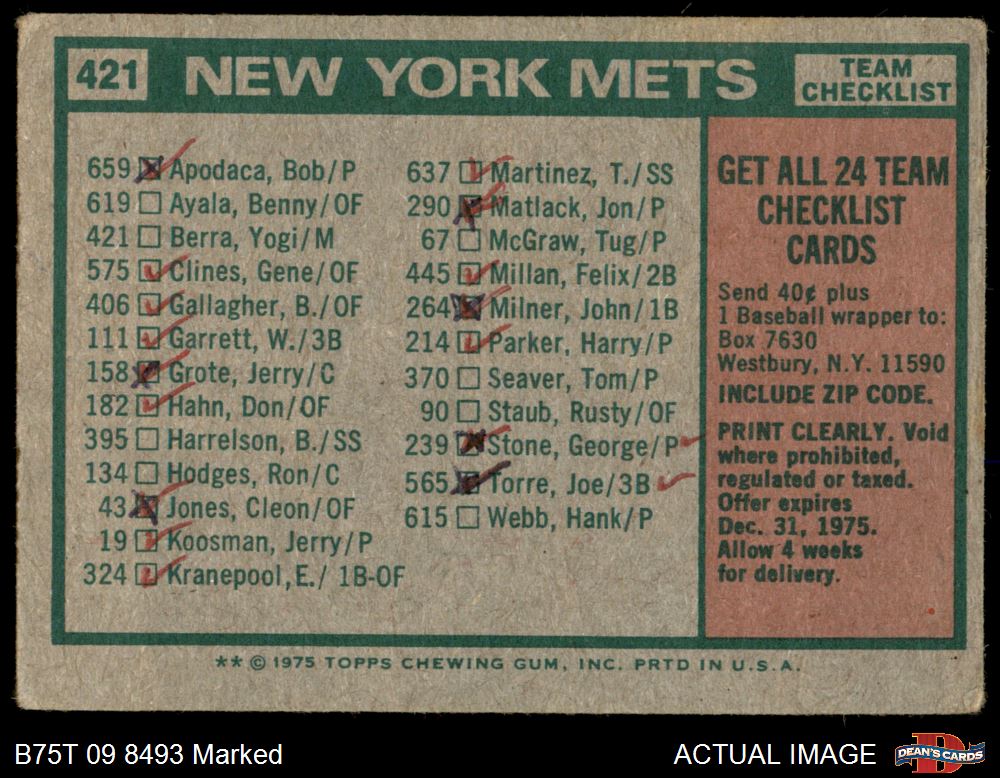 421 NEW YORK METS TEAM CHECKLIST
659 Apodaca, Bob/P
619 Ayala, Benny/OF
421 Berra, Yogi/M
575 Clines, Gene/OF
406 Gallagher, B./OF
111 Garrett, W./3B
158 Grote, Jerry/C
182 Hahn, Don/OF
395 Harrelson, B./SS
134 Hodges, Ron/C
43 Jones, Cleon/OF
19 Koosman, Jerry/P
324 Kranepool, E./ 1B-OF
637 Martinez, T./SS
290 Matlack, Jon/P
67 McGraw, Tug/P
445 Millan, Felix/2B
264 Milner, John/1B
214 Parker, Harry/P
370 Seaver, Tom/P
90 Staub, Rusty/OF
239 Stone, George/P
565 Torre, Joe/3B
615 Webb, Hank/P
GET ALL 24 TEAM
CHECKLIST
CARDS
Send 40¢ plus
1 Baseball wrapper to:
Box 7630
Westbury, N.Y. 11590
INCLUDE ZIP CODE.
PRINT CLEARLY. Void
where prohibited,
regulated or taxed.
Offer expires
Dec. 31, 1975.
Allow 4 weeks
for delivery.
** © 1975 TOPPS CHEWING GUM, INC. PRTD IN U.S.A.
B75T 09 8493 Marked
ACTUAL IMAGE
DEAN'S CARDS